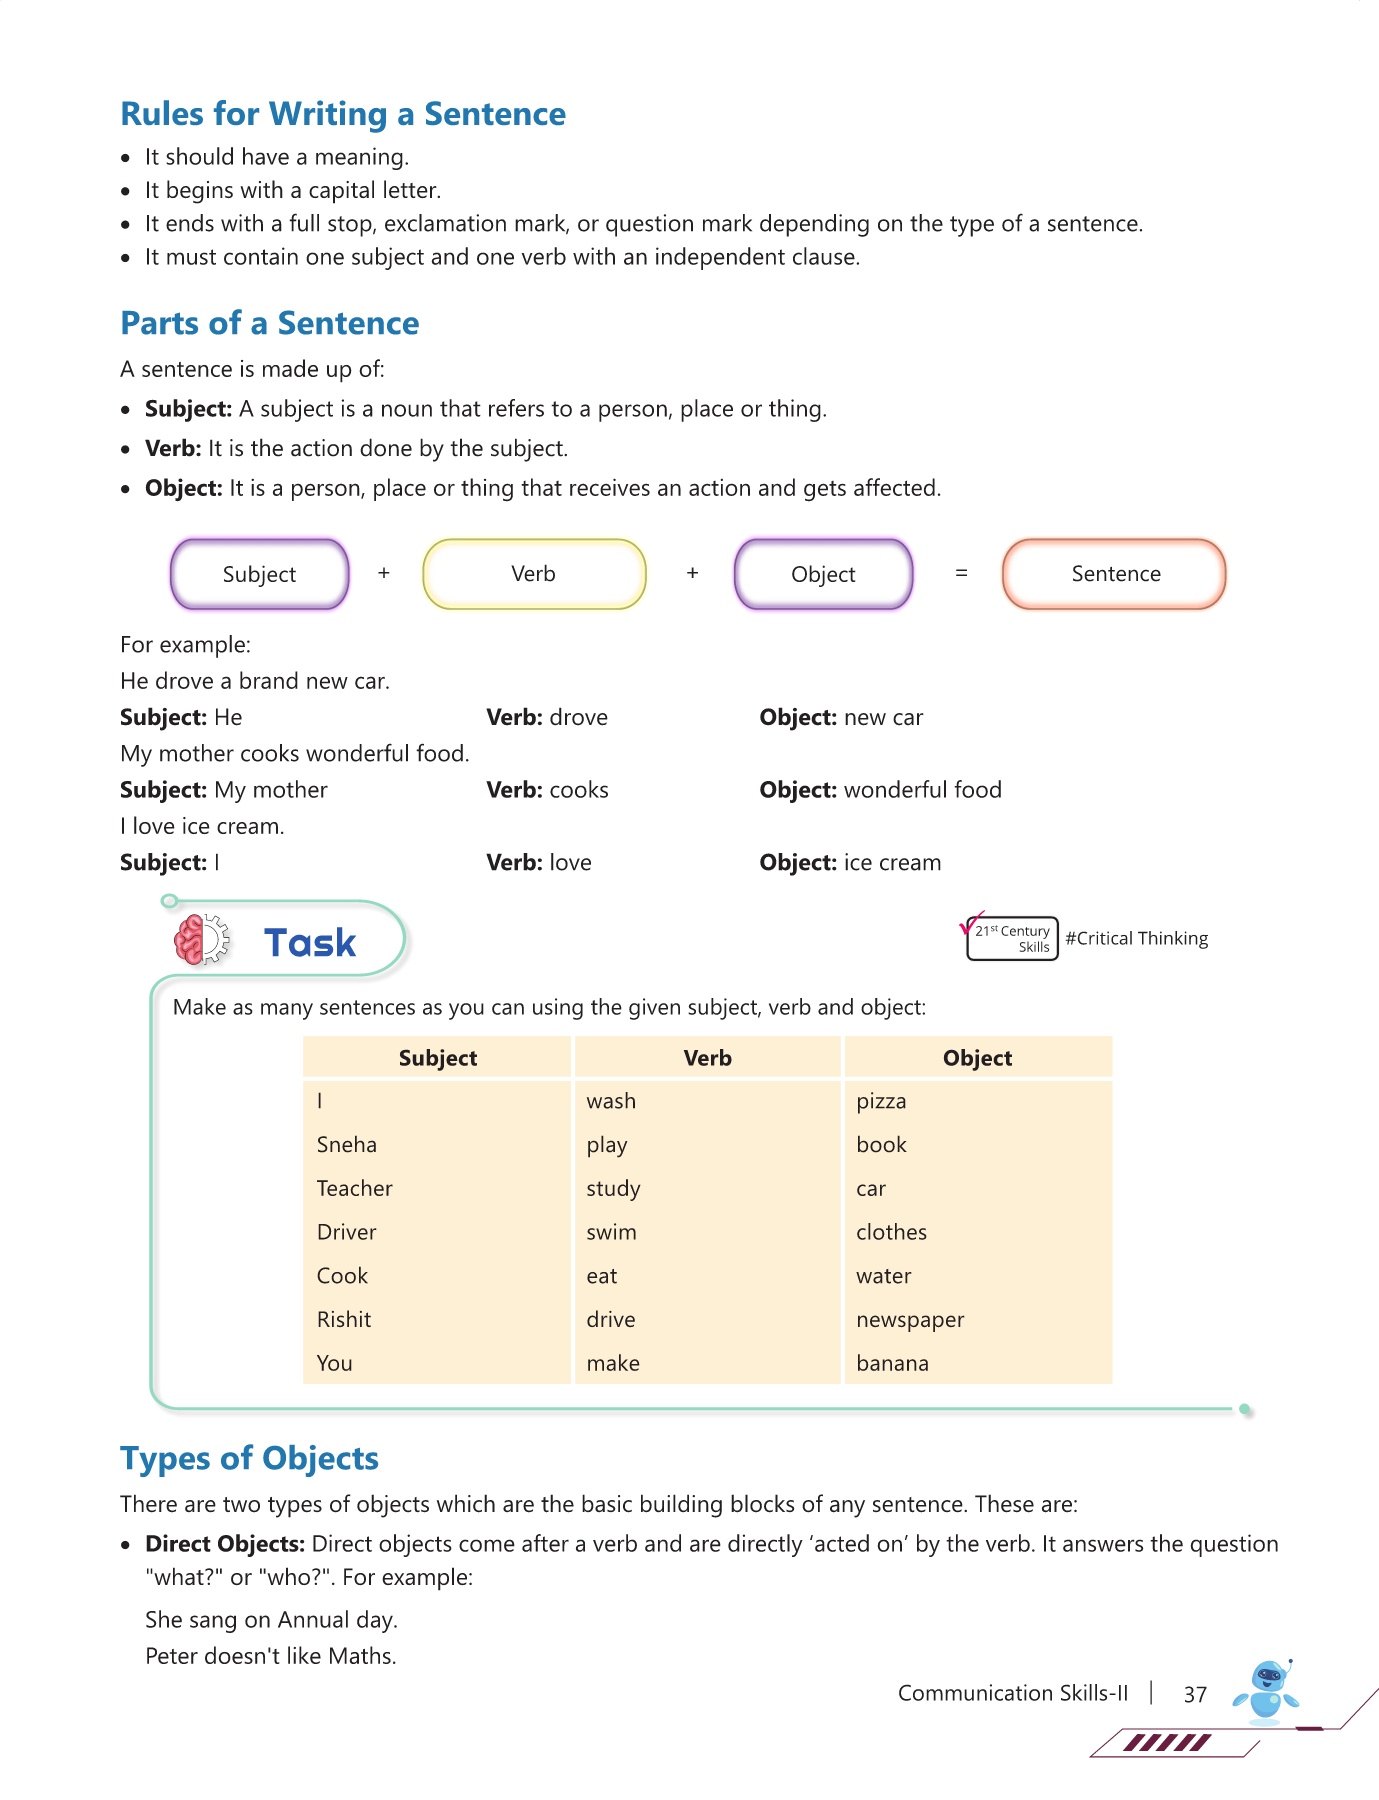 Rules for Writing a Sentence
• It should have a meaning.
• It begins with a capital letter.
• It ends with a full stop, exclamation mark, or question mark depending on the type of a sentence.
• It must contain one subject and one verb with an independent clause.
Parts of a Sentence
A sentence is made up of:
• Subject: A subject is a noun that refers to a person, place or thing.
• Verb: It is the action done by the subject.
• Object: It is a person, place or thing that receives an action and gets affected.
Subject + Verb + Object = Sentence
For example:
He drove a brand new car.
Subject: He Verb: drove Object: new car
My mother cooks wonderful food.
Subject: My mother Verb: cooks Object: wonderful food
I love ice cream.
Subject: I Verb: love Object: ice cream
Task
21st Century
Skills
#Critical Thinking
Make as many sentences as you can using the given subject, verb and object:
Subject Verb Object
I wash pizza
Sneha play book
Teacher study car
Driver swim clothes
Cook eat water
Rishit drive newspaper
You make banana
Types of Objects
There are two types of objects which are the basic building blocks of any sentence. These are:
• Direct Objects: Direct objects come after a verb and are directly ‘acted on’ by the verb. It answers the question
"what?" or "who?". For example:
She sang on Annual day.
Peter doesn't like Maths.
Communication Skills-II | 37